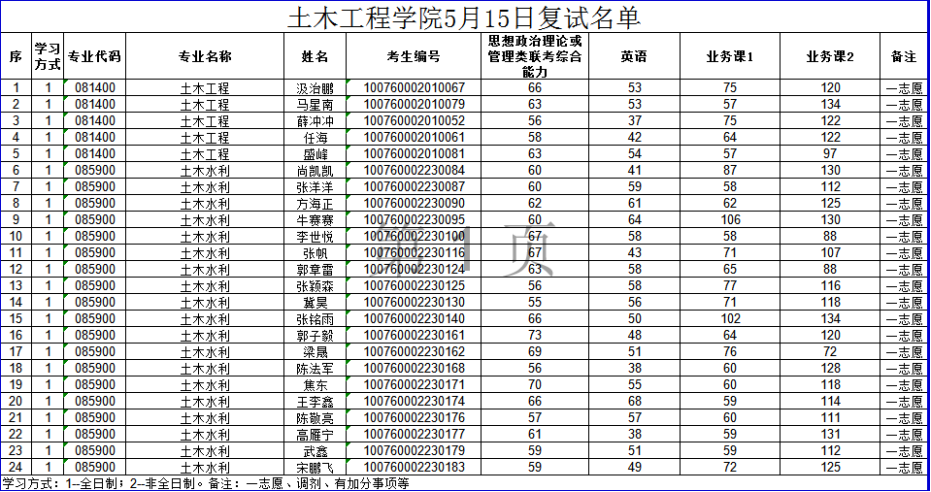 土木工程学院5月15日复试名单
序 学习方式 专业代码 专业名称 姓名 考生编号 思想政治理论或管理类联考综合能力 英语 业务课1 业务课2 备注
1 1 081400 土木工程 汲治鹏 100760002010067 66 53 75 120 一志愿
2 1 081400 土木工程 马星南 100760002010079 63 53 57 134 一志愿
3 1 081400 土木工程 薛冲冲 100760002010052 56 37 75 122 一志愿
4 1 081400 土木工程 任海 100760002010061 58 42 64 122 一志愿
5 1 081400 土木工程 盛峰 100760002010081 63 54 57 97 一志愿
6 1 085900 土木水利 尚凯凯 100760002230084 60 41 87 130 一志愿
7 1 085900 土木水利 张洋洋 100760002230087 60 59 58 112 一志愿
8 1 085900 土木水利 方海正 100760002230090 62 61 62 125 一志愿
9 1 085900 土木水利 牛赛赛 100760002230095 60 64 106 130 一志愿
10 1 085900 土木水利 李世悦 100760002230100 67 58 58 88 一志愿
11 1 085900 土木水利 张帆 100760002230116 67 43 71 107 一志愿
12 1 085900 土木水利 郭章雷 100760002230124 63 58 65 88 一志愿
13 1 085900 土木水利 张颖森 100760002230125 56 58 77 116 一志愿
14 1 085900 土木水利 冀昊 100760002230130 55 56 71 118 一志愿
15 1 085900 土木水利 张铭雨 100760002230140 66 50 102 134 一志愿
16 1 085900 土木水利 郭子毅 100760002230161 73 48 64 120 一志愿
17 1 085900 土木水利 梁晟 100760002230162 69 51 76 72 一志愿
18 1 085900 土木水利 陈法军 100760002230168 56 38 60 128 一志愿
19 1 085900 土木水利 焦东 100760002230171 70 55 60 118 一志愿
20 1 085900 土木水利 王李鑫 100760002230174 66 68 59 114 一志愿
21 1 085900 土木水利 陈敬亮 100760002230176 57 57 60 111 一志愿
22 1 085900 土木水利 高雁宁 100760002230177 61 38 59 131 一志愿
23 1 085900 土木水利 武鑫 100760002230179 59 51 59 112 一志愿
24 1 085900 土木水利 宋鹏飞 100760002230183 59 49 72 125 一志愿
学习方式：1--全日制；2--非全日制。备注：一志愿、调剂、有加分事项等
第 1 页